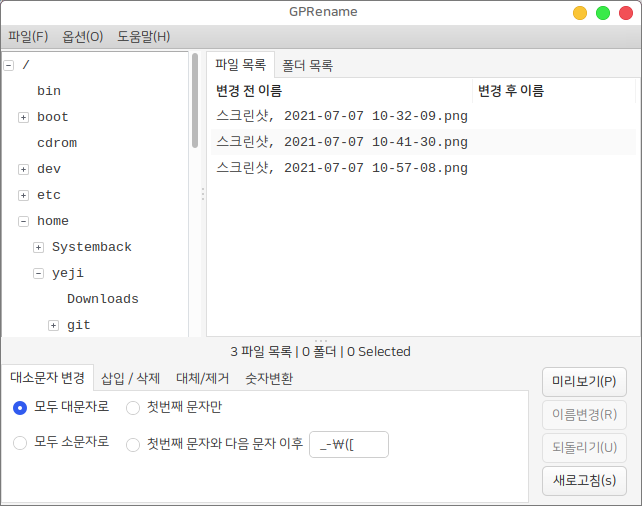 GPRename
파일(F) 옵션(O) 도움말(H)
/
bin
boot
cdrom
dev
etc
home
Systemback
yeji
Downloads
git
파일 목록 폴더 목록
변경 전 이름 변경 후 이름
스크린샷, 2021-07-07 10-32-09.png
스크린샷, 2021-07-07 10-41-30.png
스크린샷, 2021-07-07 10-57-08.png
3 파일 목록 | 0 폴더 | 0 Selected
대소문자 변경 삽입 / 삭제 대체/제거 숫자변환
모두 대문자로 첫번째 문자만
모두 소문자로 첫번째 문자와 다음 문자 이후 _-₩([
미리보기(P)
이름변경(R)
되돌리기(U)
새로고침(s)